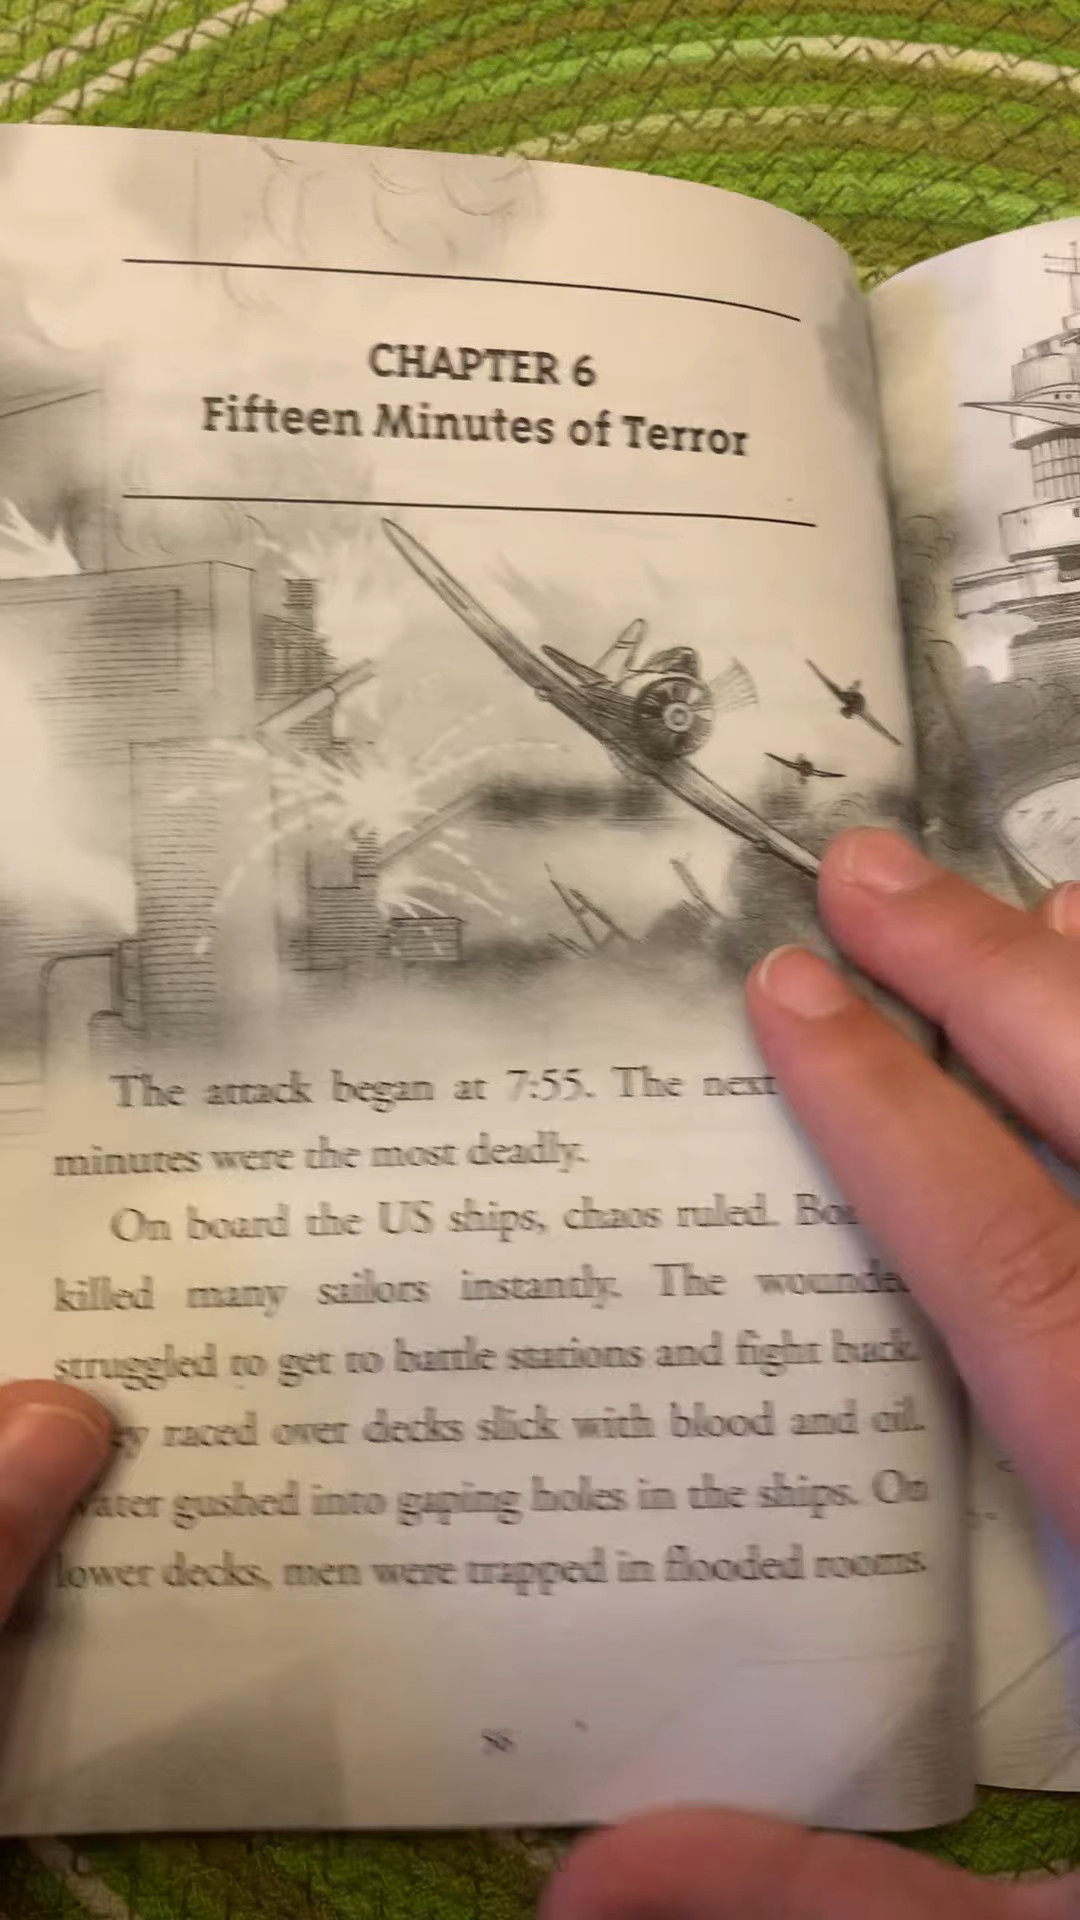 CHAPTER 6
Fifteen Minutes of Terror
The attack began at 7:55. The next
minutes were the most deadly.
On board the US ships, chaos ruled.
killed many sailors instantly. The
struggled to get to battle stations and fight back.
raced over decks slick with blood and oil.
gushed into gaping holes in the ships. On
lower decks, men were trapped in flooded rooms.